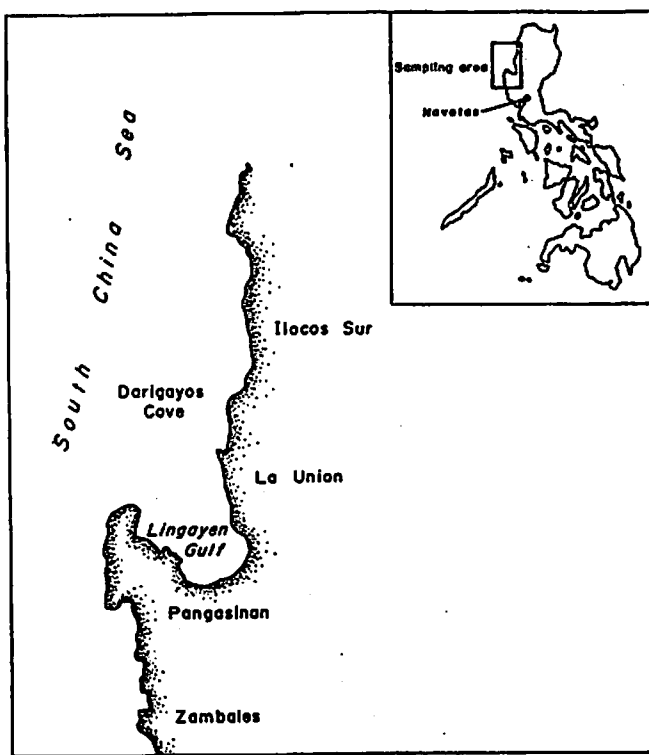 Sampling area
Navotas
South China Sea
Ilocos Sur
Darigayos
Cove
La Union
Lingayen
Gulf
Pangasinan
Zambales